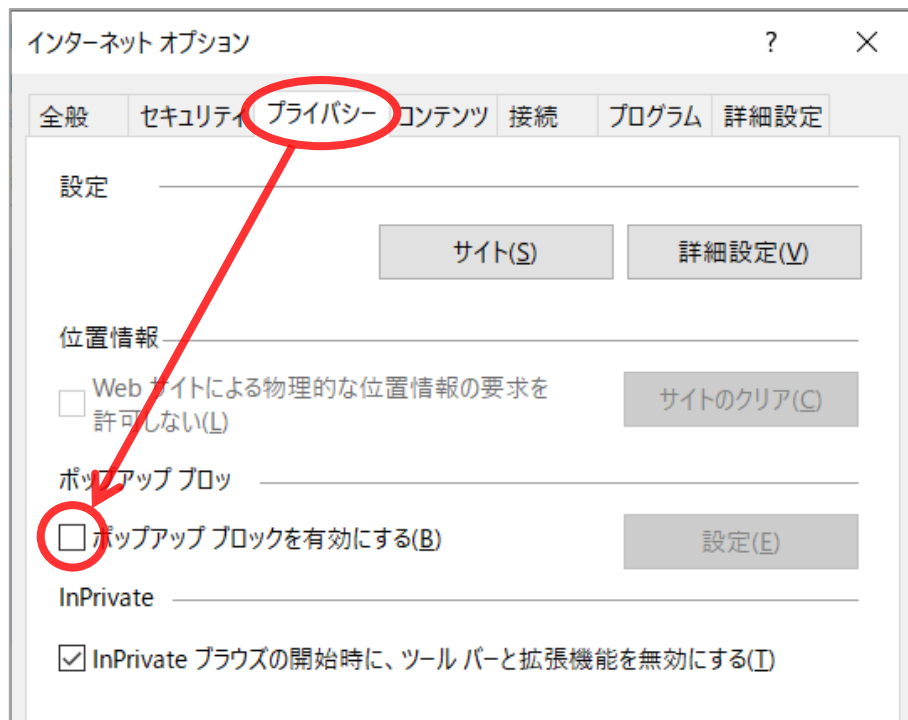 インターネット オプション ?
全般 セキュリティ プライバシー コンテンツ 接続 プログラム 詳細設定
設定
サイト(S) 詳細設定(V)
位置情報
Web サイトによる物理的な位置情報の要求を
許可しない(L)
サイトのクリア(C)
ポップアップ ブロッ
ポップアップ ブロックを有効にする(B)
設定(E)
InPrivate
InPrivate ブラウズの開始時に、ツール バーと拡張機能を無効にする(T)